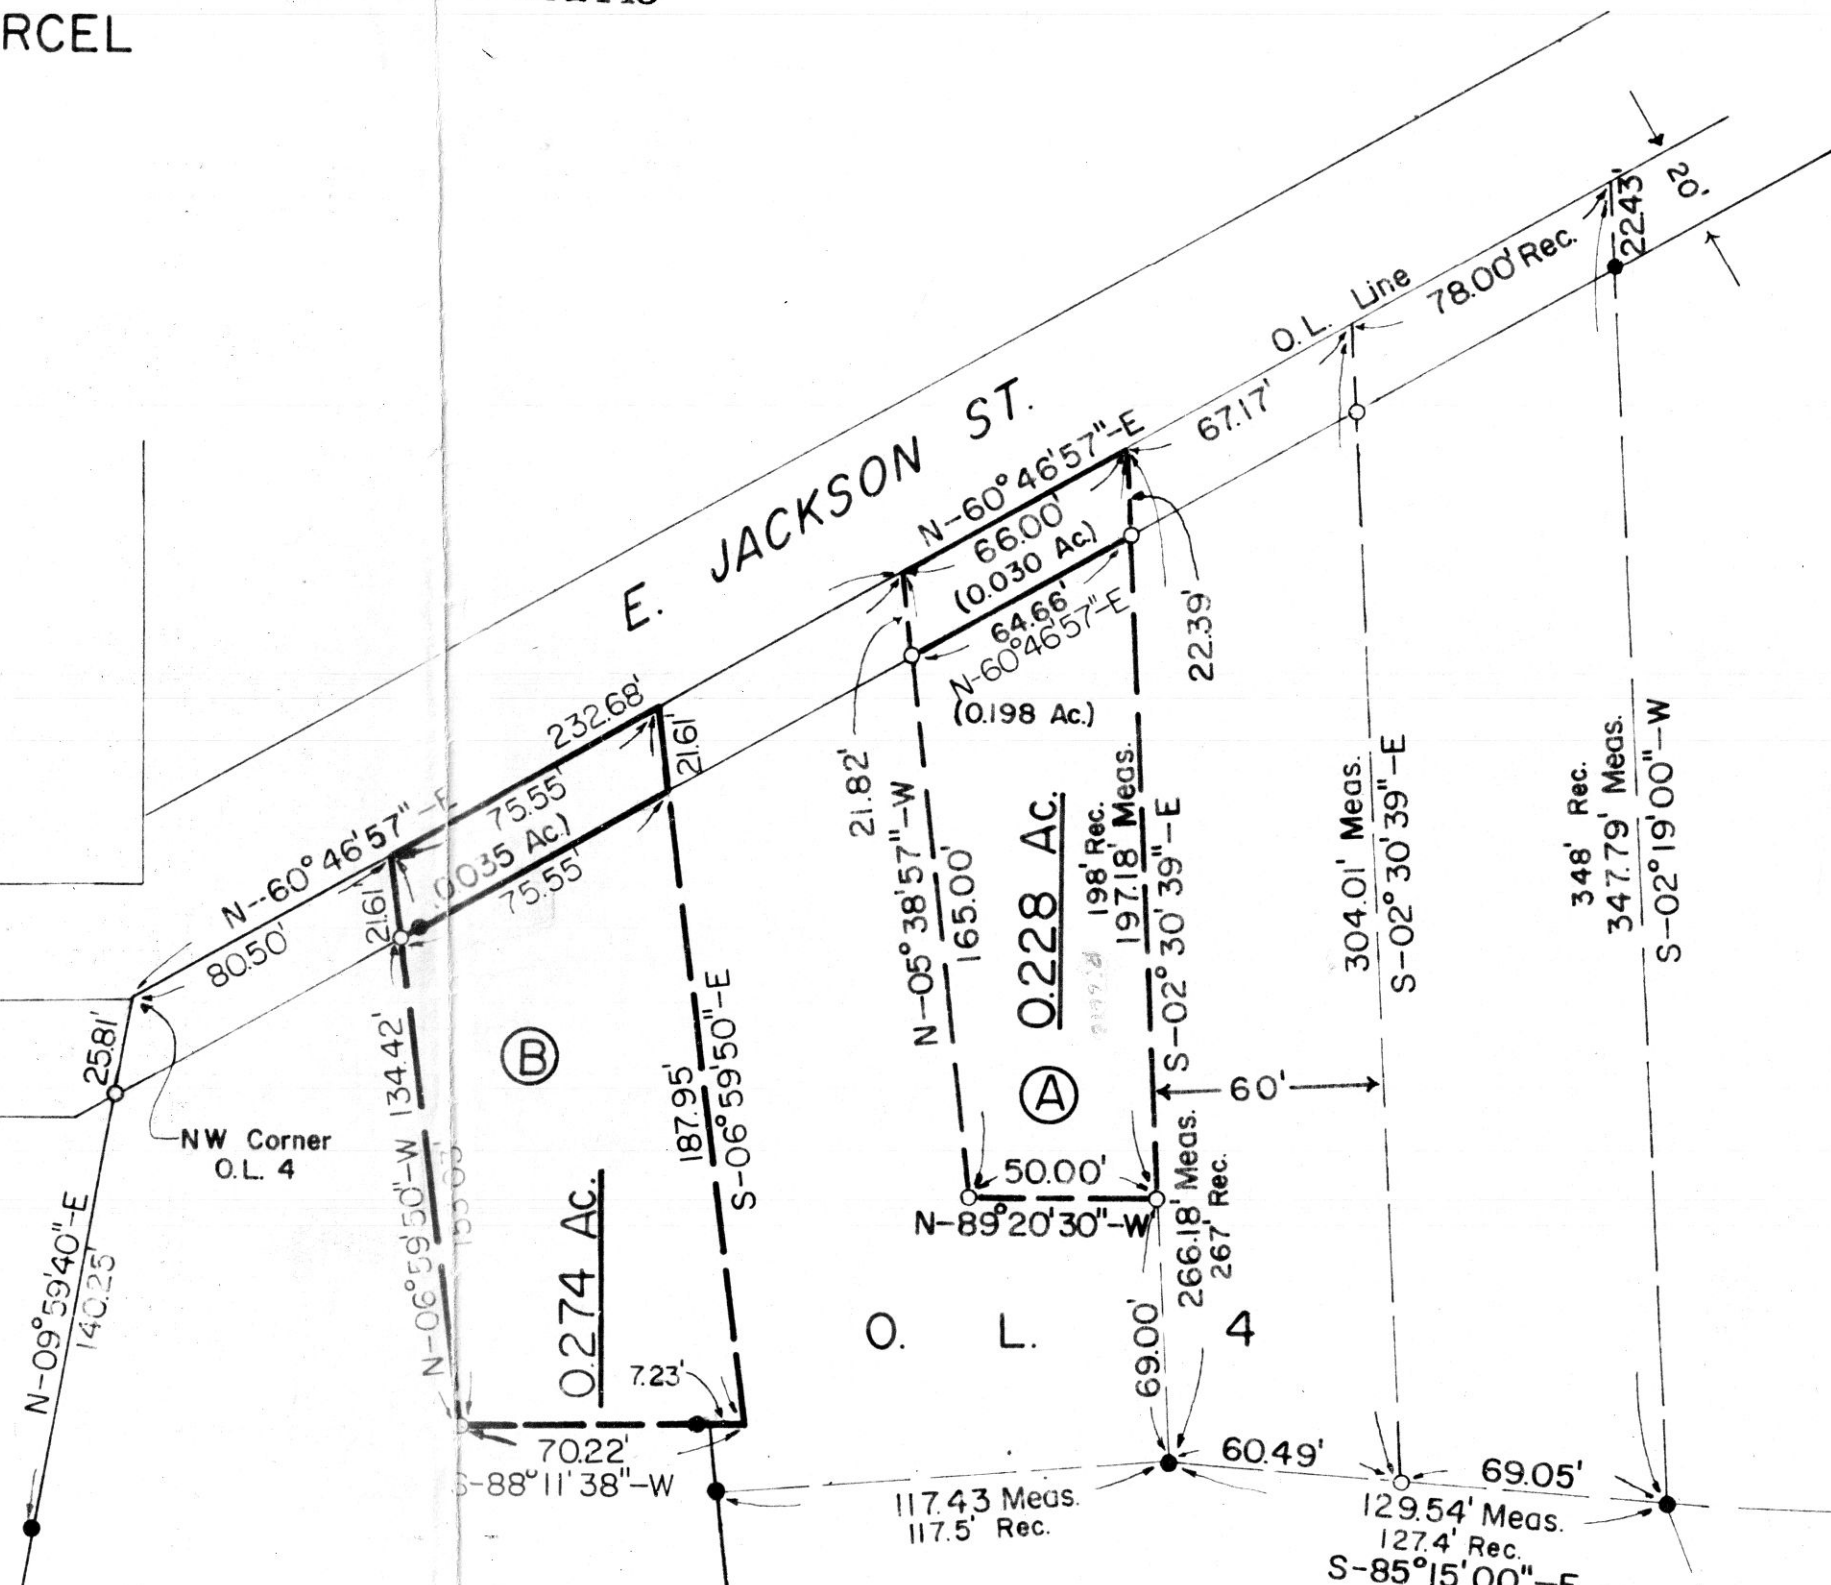 RCEL
20'
22.43'
78.00' Rec.
O. L. Line
67.17'
E. JACKSON ST.
N-60°46'57"-E
66.00'
(0.030 Ac.)
64.66'
N-60°46'57"-E
(0.198 Ac.)
22.39'
21.82'
232.68'
21.61'
N--60°46'57"-E
75.55'
.0035 Ac.)
75.55'
21.61'
80.50'
25.81'
NW Corner
O.L. 4
N-09°59'40"-E
140.25'
134.42'
N-06°59'50"-W
153.03'
B
0.274 Ac.
187.95'
S-06°59'50"-E
7.23'
70.22'
S-88°11'38"-W
N-05°38'57"-W
165.00'
0.228 Ac.
A
198' Rec.
197.18' Meas.
S-02°30'39"-E
50.00'
N-89°20'30"-W
60'
304.01' Meas.
S-02°30'39"-E
348' Rec.
347.79' Meas.
S-02°19'00"-W
266.18' Meas.
267' Rec.
69.00'
O. L. 4
117.43 Meas.
117.5' Rec.
60.49'
69.05'
129.54' Meas.
127.4' Rec.
S-85°15'00"-E